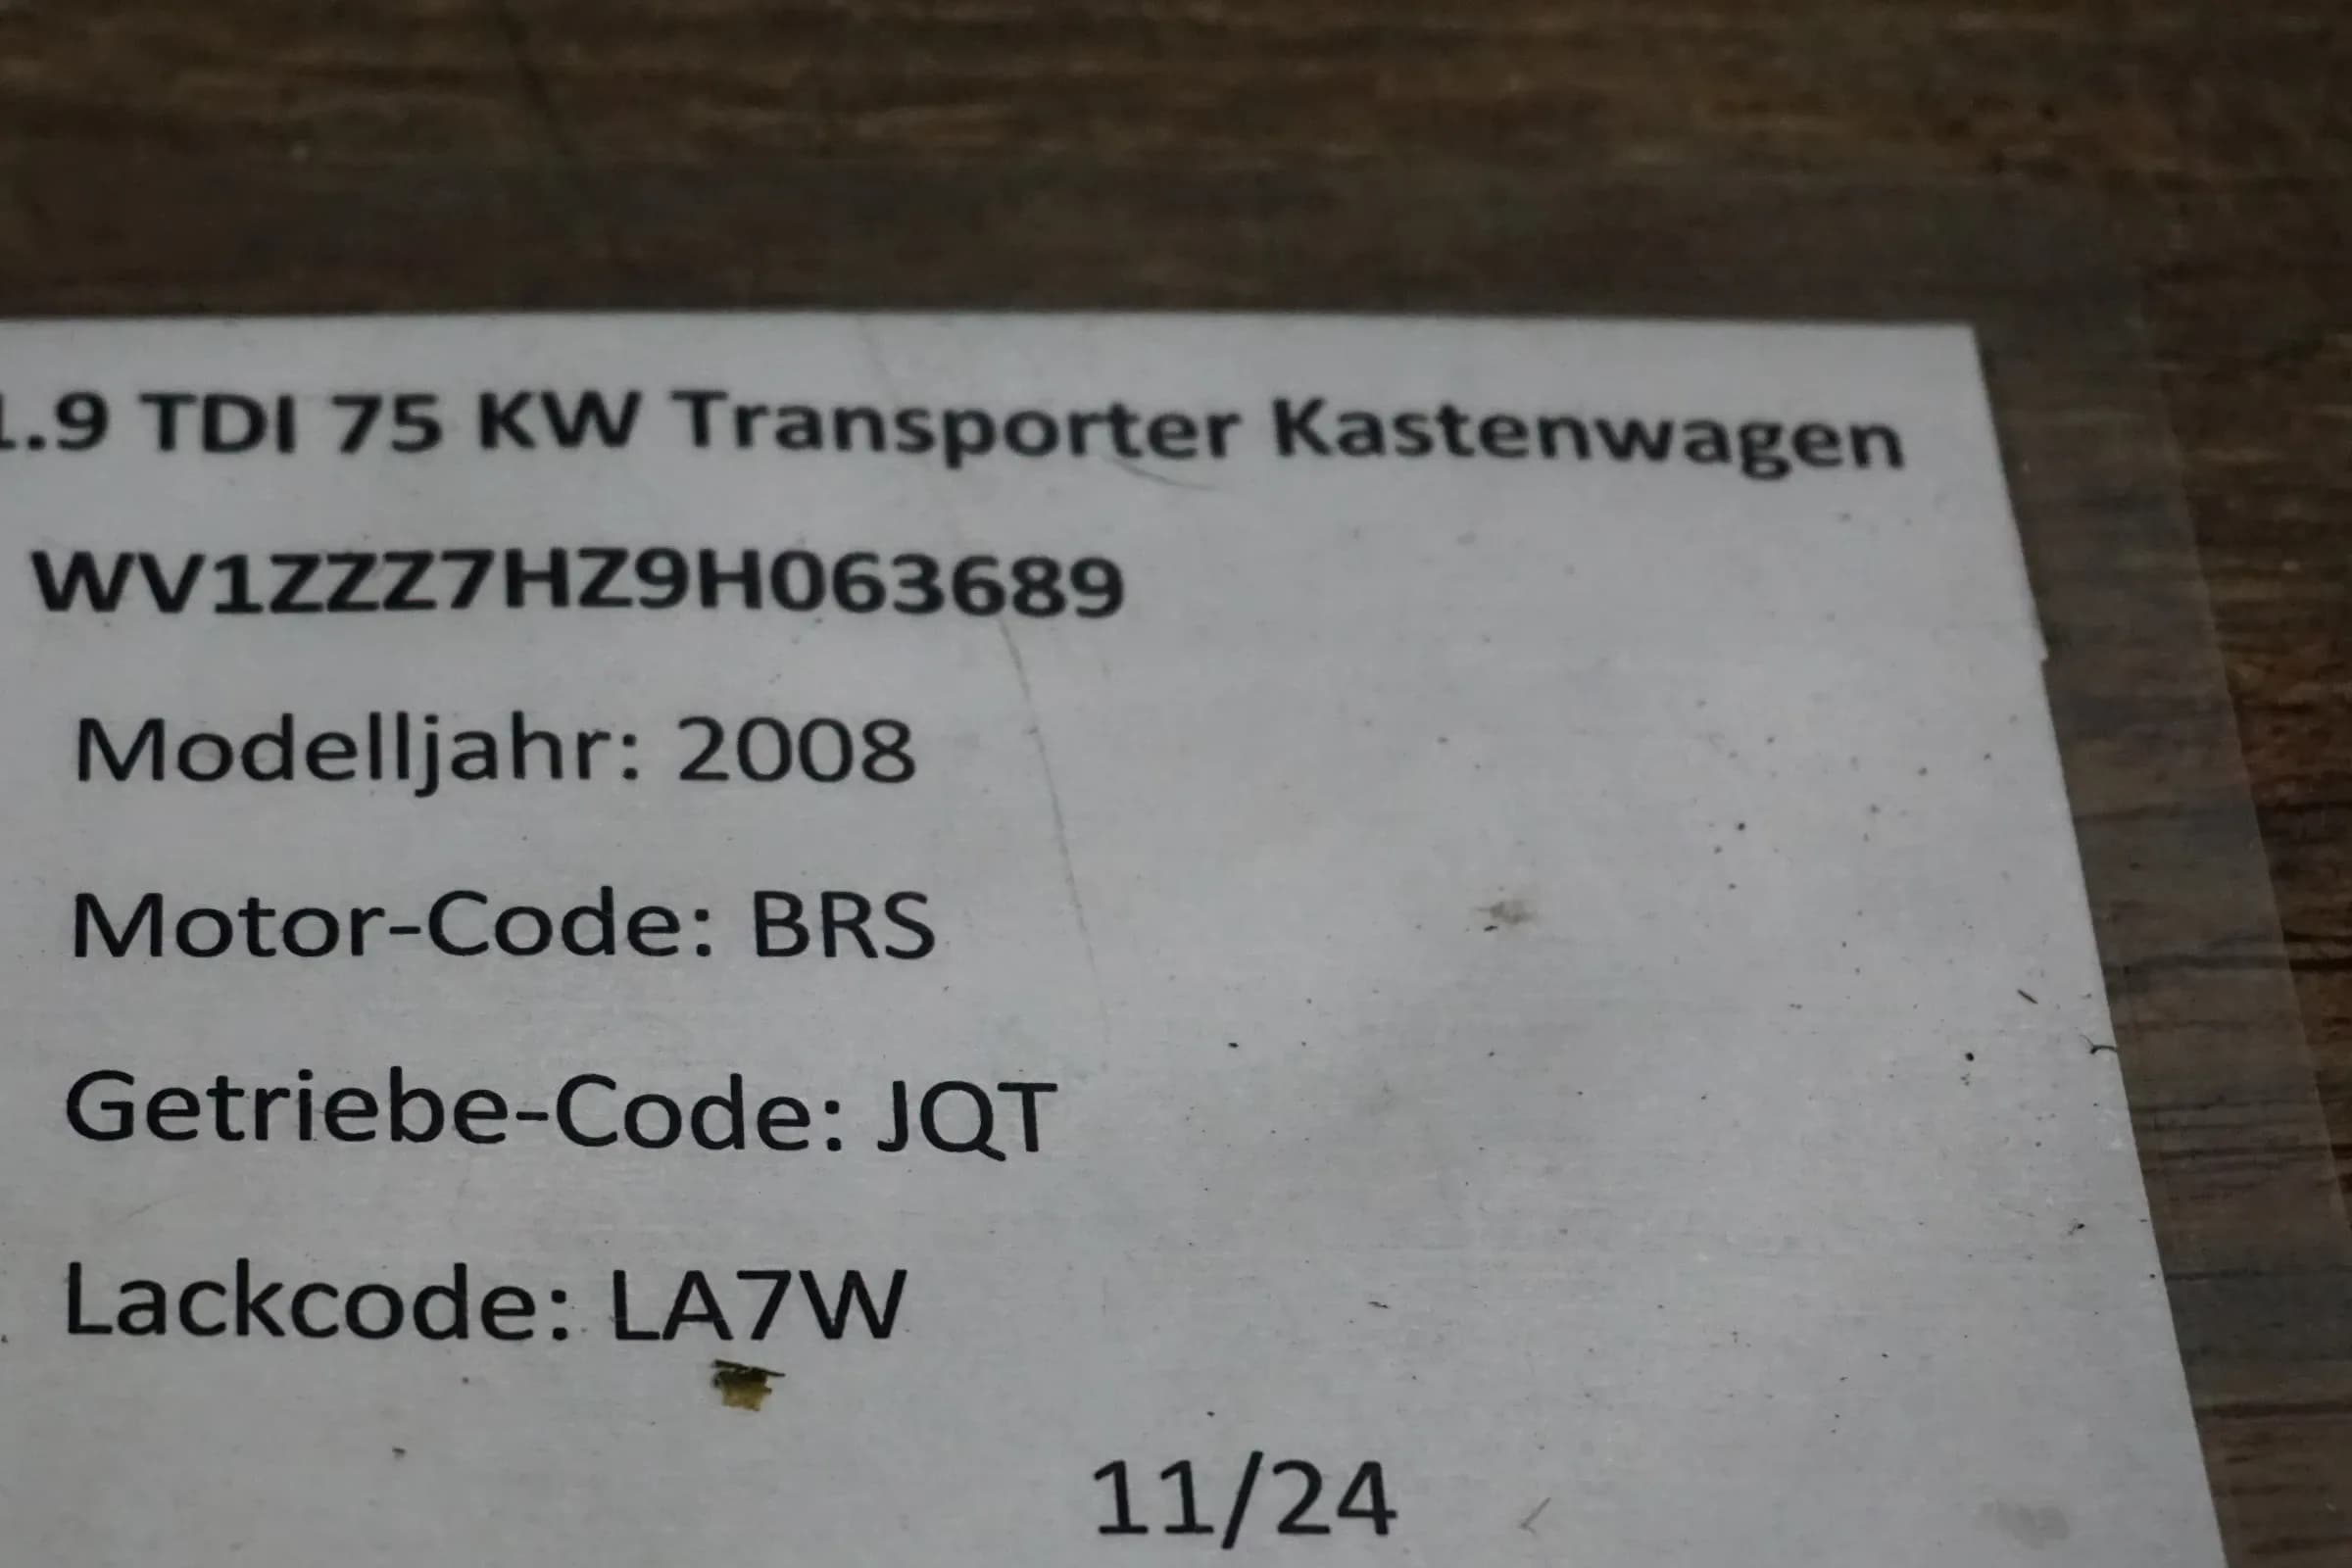 1.9 TDI 75 KW Transporter Kastenwagen
WV1ZZZ7HZ9H063689
Modelljahr: 2008
Motor-Code: BRS
Getriebe-Code: JQT
Lackcode: LA7W
11/24